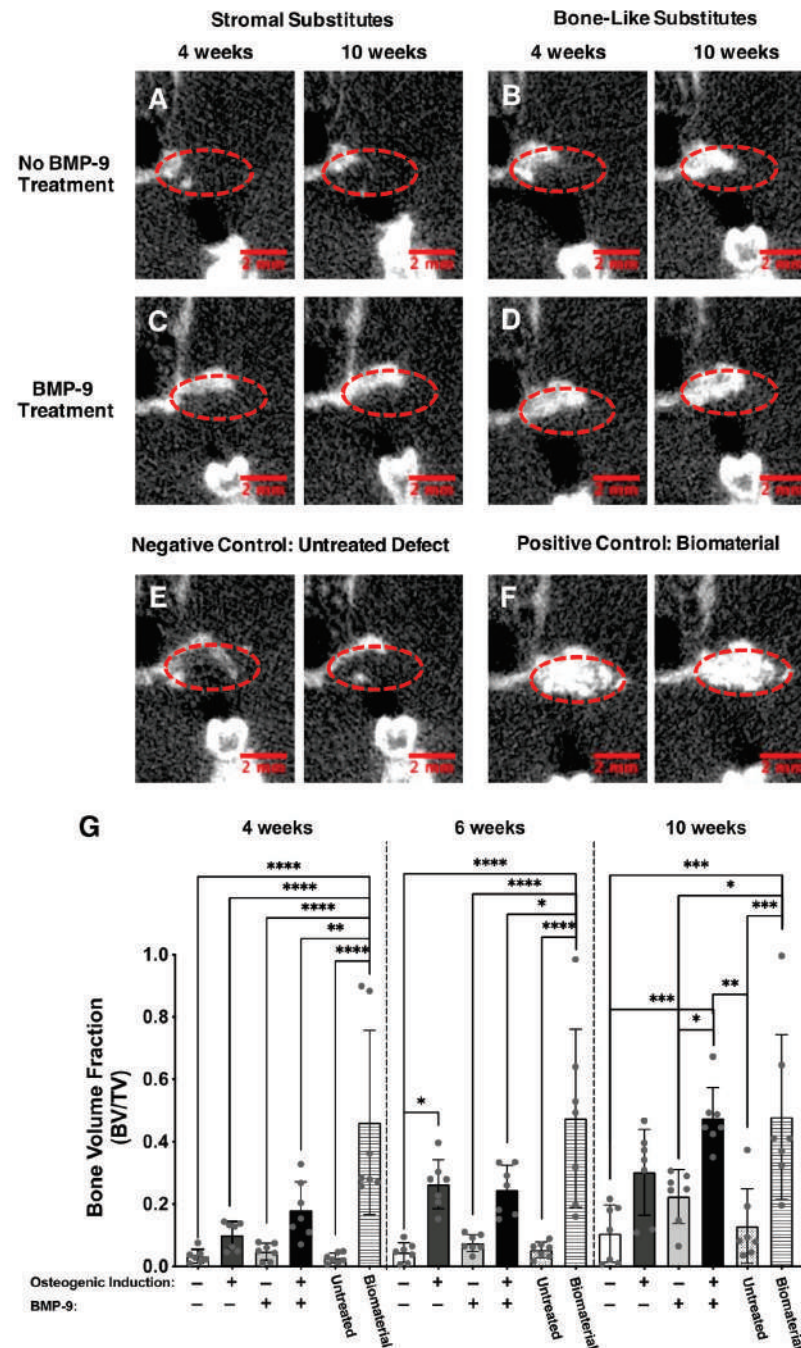 Stromal Substitutes Bone-Like Substitutes
4 weeks 10 weeks 4 weeks 10 weeks
A B
No BMP-9
Treatment
2 mm 2 mm 2 mm 2 mm
C D
BMP-9
Treatment
2 mm 2 mm 2 mm 2 mm
Negative Control: Untreated Defect Positive Control: Biomaterial
E F
2 mm 2 mm 2 mm 2 mm
G 4 weeks 6 weeks 10 weeks
**** **** ***
**** **** *
**** * ***
** ****
****
1.0
0.8
*** **
*
0.6
*
0.4
0.2
0.0
Bone Volume Fraction
(BV/TV)
Osteogenic Induction: – + – + Untreated Biomaterial – + – + Untreated Biomaterial – + – + Untreated Biomaterial
BMP-9: – – + + – – + + – – + +